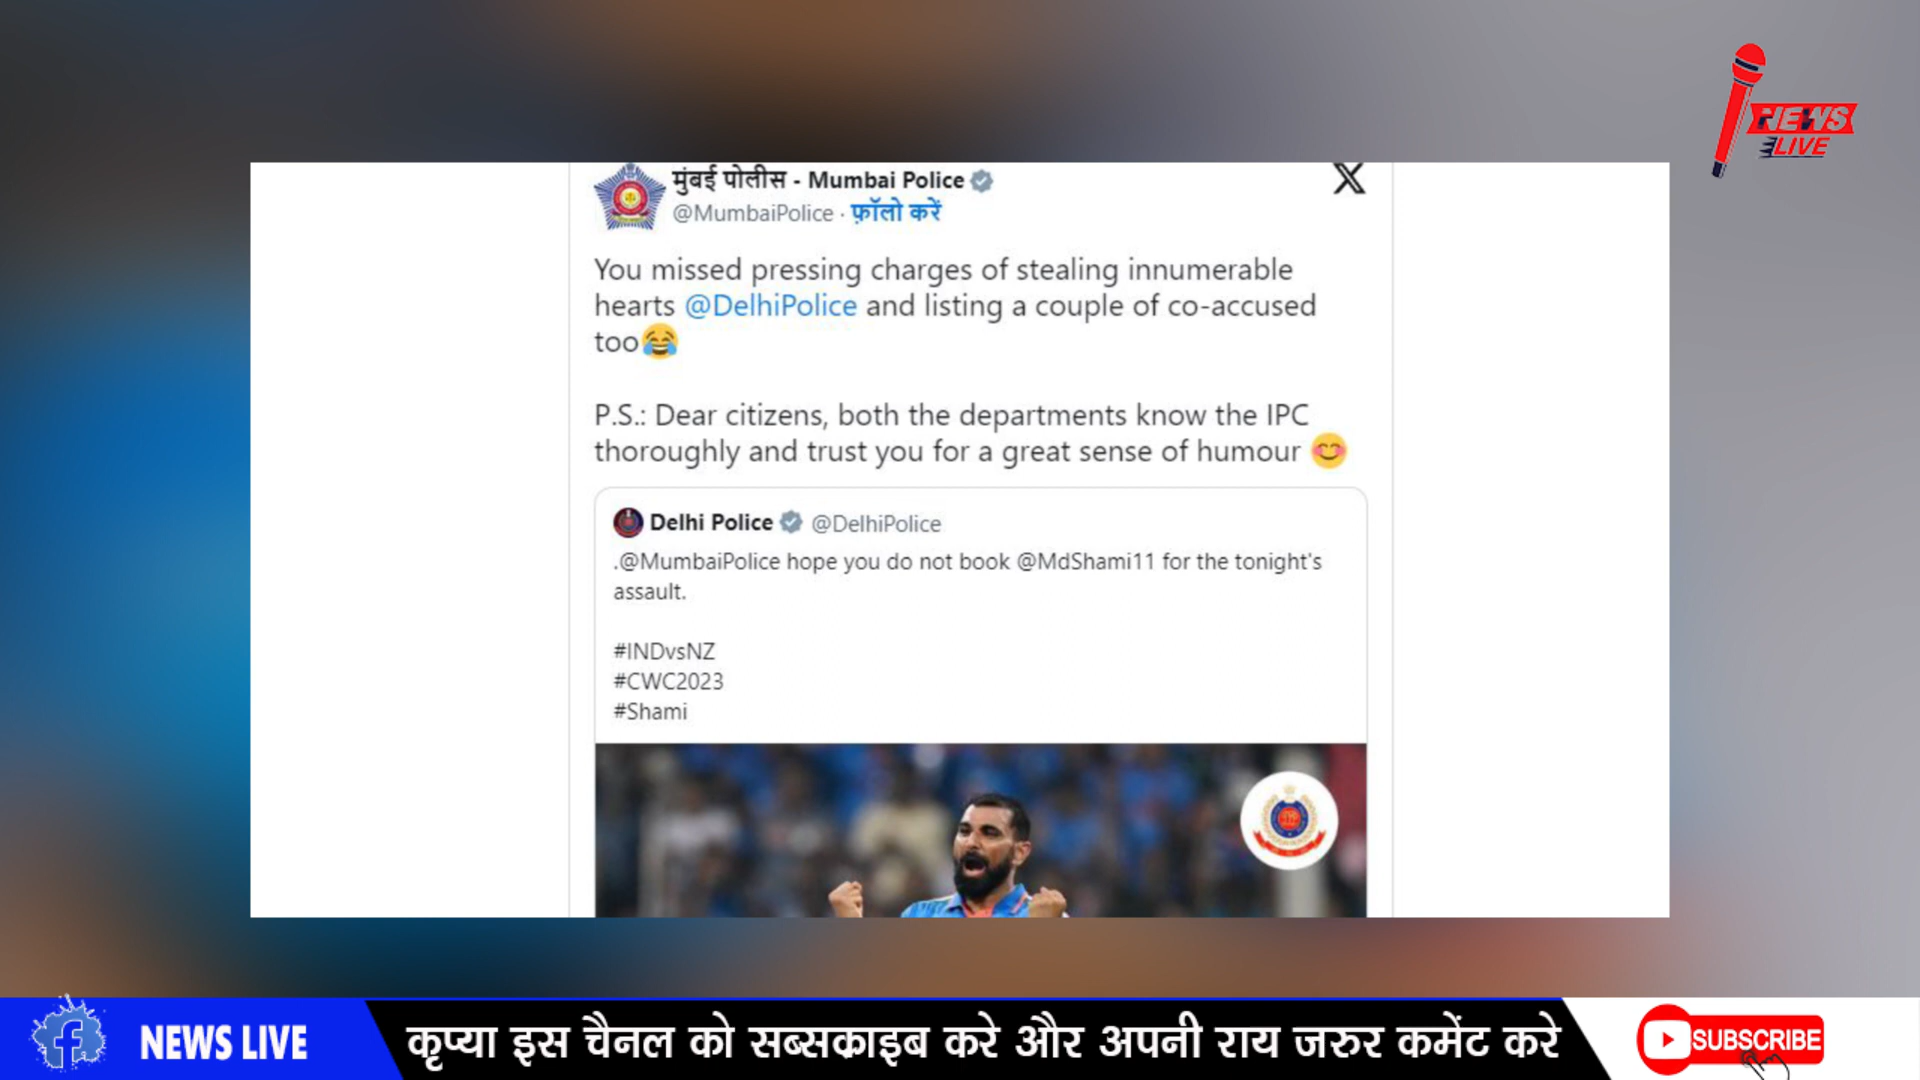 NEWS
LIVE
मुंबई पोलीस - Mumbai Police
@MumbaiPolice · फ़ॉलो करें
You missed pressing charges of stealing innumerable
hearts @DelhiPolice and listing a couple of co-accused
too😂
P.S.: Dear citizens, both the departments know the IPC
thoroughly and trust you for a great sense of humour 😊
Delhi Police @DelhiPolice
.@MumbaiPolice hope you do not book @MdShami11 for the tonight's
assault.
#INDvsNZ
#CWC2023
#Shami
NEWS LIVE
कृप्या इस चैनल को सब्सक्राइब करे और अपनी राय जरुर कमेंट करे
SUBSCRIBE